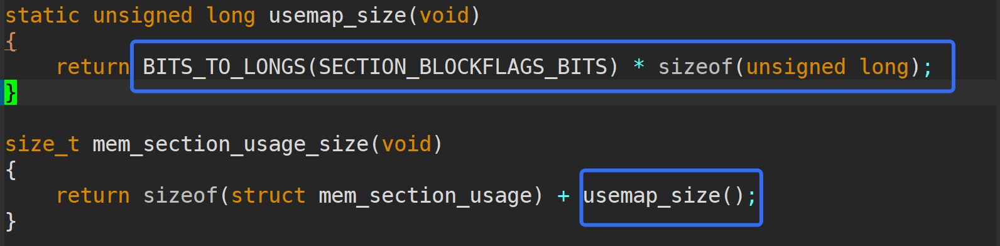 static unsigned long usemap_size(void)
{
    return BITS_TO_LONGS(SECTION_BLOCKFLAGS_BITS) * sizeof(unsigned long);
}

size_t mem_section_usage_size(void)
{
    return sizeof(struct mem_section_usage) + usemap_size();
}